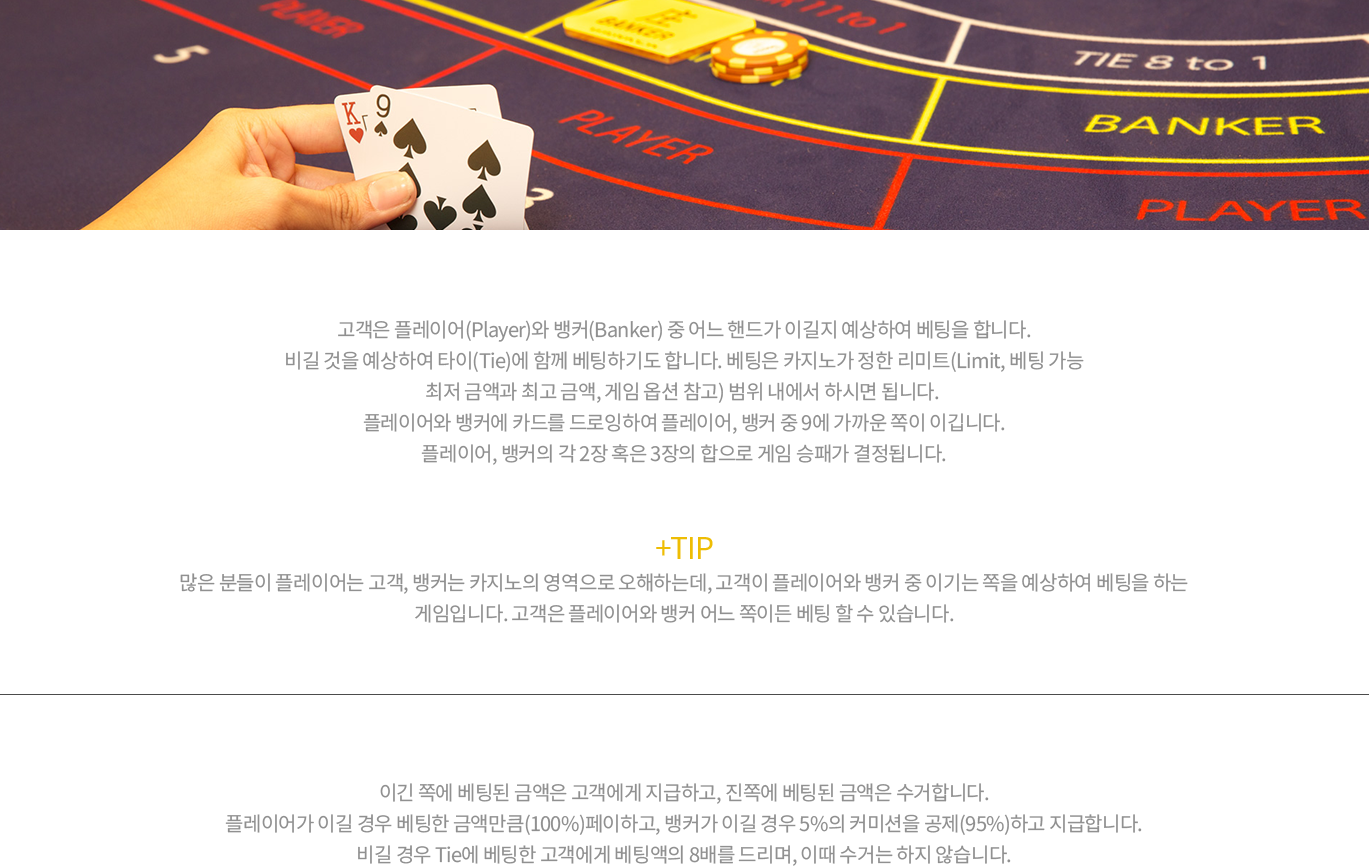 PLAYER
5
11 to 1
BANKER
TIE 8 to 1
K
9
PLAYER
BANKER
3
PLAYER
고객은 플레이어(Player)와 뱅커(Banker) 중 어느 핸드가 이길지 예상하여 베팅을 합니다.
비길 것을 예상하여 타이(Tie)에 함께 베팅하기도 합니다. 베팅은 카지노가 정한 리미트(Limit, 베팅 가능
최저 금액과 최고 금액, 게임 옵션 참고) 범위 내에서 하시면 됩니다.
플레이어와 뱅커에 카드를 드로잉하여 플레이어, 뱅커 중 9에 가까운 쪽이 이깁니다.
플레이어, 뱅커의 각 2장 혹은 3장의 합으로 게임 승패가 결정됩니다.
+TIP
많은 분들이 플레이어는 고객, 뱅커는 카지노의 영역으로 오해하는데, 고객이 플레이어와 뱅커 중 이기는 쪽을 예상하여 베팅을 하는
게임입니다. 고객은 플레이어와 뱅커 어느 쪽이든 베팅 할 수 있습니다.
이긴 쪽에 베팅된 금액은 고객에게 지급하고, 진쪽에 베팅된 금액은 수거합니다.
플레이어가 이길 경우 베팅한 금액만큼(100%)페이하고, 뱅커가 이길 경우 5%의 커미션을 공제(95%)하고 지급합니다.
비길 경우 Tie에 베팅한 고객에게 베팅액의 8배를 드리며, 이때 수거는 하지 않습니다.